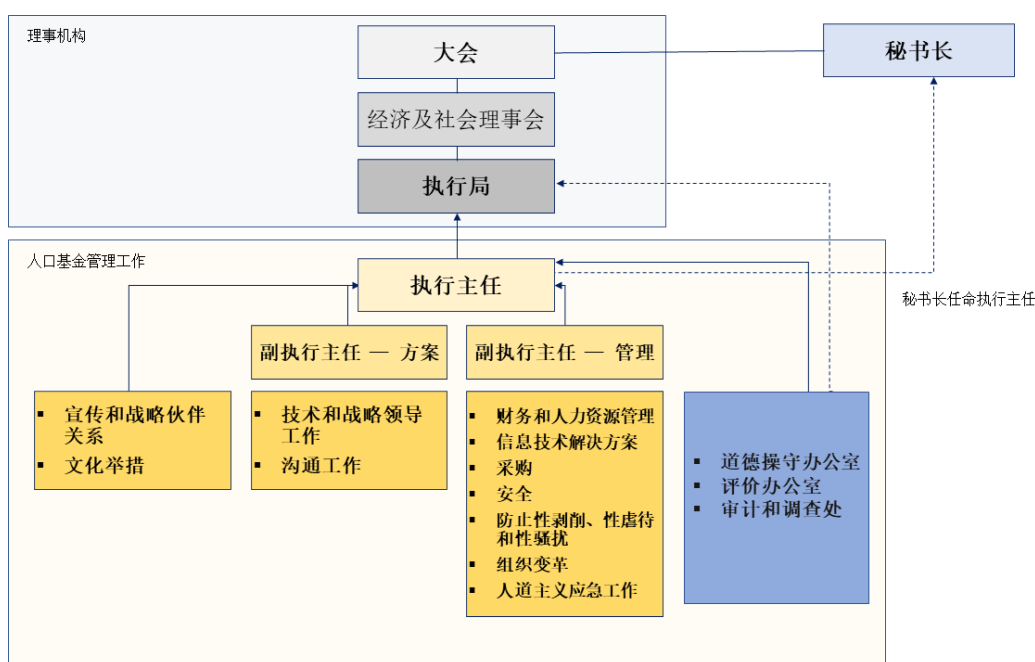 理事机构
大会
秘书长
经济及社会理事会
执行局
人口基金管理工作
执行主任
秘书长任命执行主任
副执行主任 — 方案
副执行主任 — 管理
▪ 宣传和战略伙伴
关系
▪ 文化举措
▪ 技术和战略领导
工作
▪ 沟通工作
▪ 财务和人力资源管理
▪ 信息技术解决方案
▪ 采购
▪ 安全
▪ 防止性剥削、性虐待
和性骚扰
▪ 组织变革
▪ 人道主义应急工作
▪ 道德操守办公室
▪ 评价办公室
▪ 审计和调查处